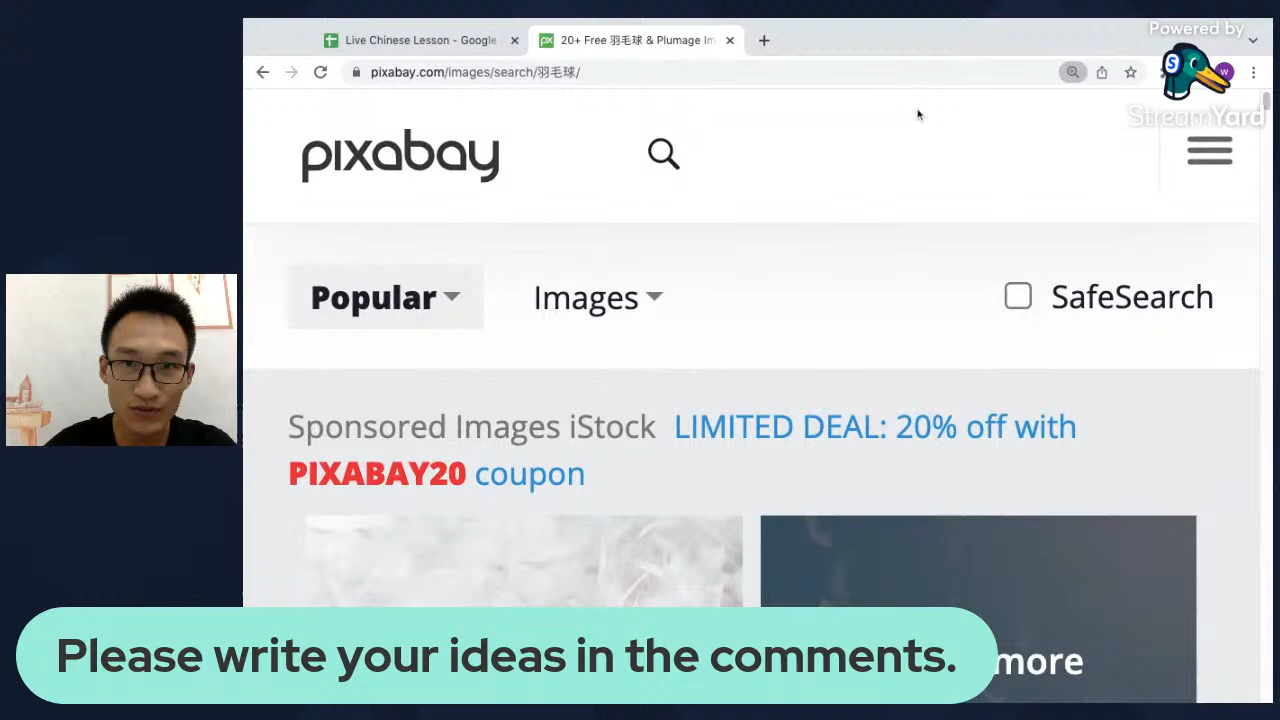 Powered by
StreamYard
Live Chinese Lesson - Google
20+ Free 羽毛球 & Plumage Im
pixabay.com/images/search/羽毛球/
W
S
pixabay
Popular
Images
SafeSearch
Sponsored Images iStock LIMITED DEAL: 20% off with
PIXABAY20 coupon
more
Please write your ideas in the comments.